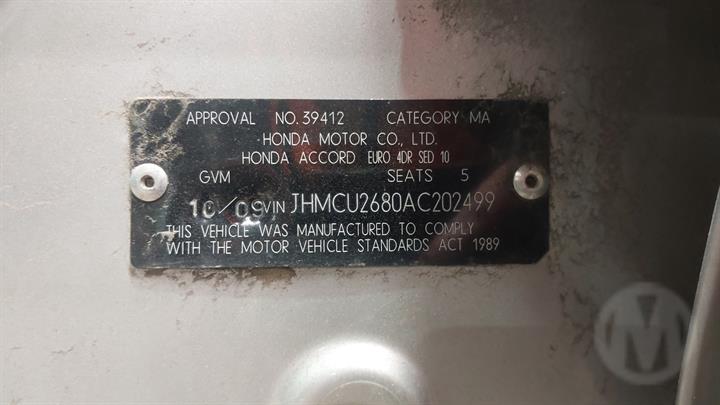 APPROVAL NO. 39412 CATEGORY MA
HONDA MOTOR CO., LTD.
HONDA ACCORD EURO 4DR SED 10
GVM SEATS 5
10/09 VIN JHMCU2680AC202499
THIS VEHICLE WAS MANUFACTURED TO COMPLY
WITH THE MOTOR VEHICLE STANDARDS ACT 1989
M